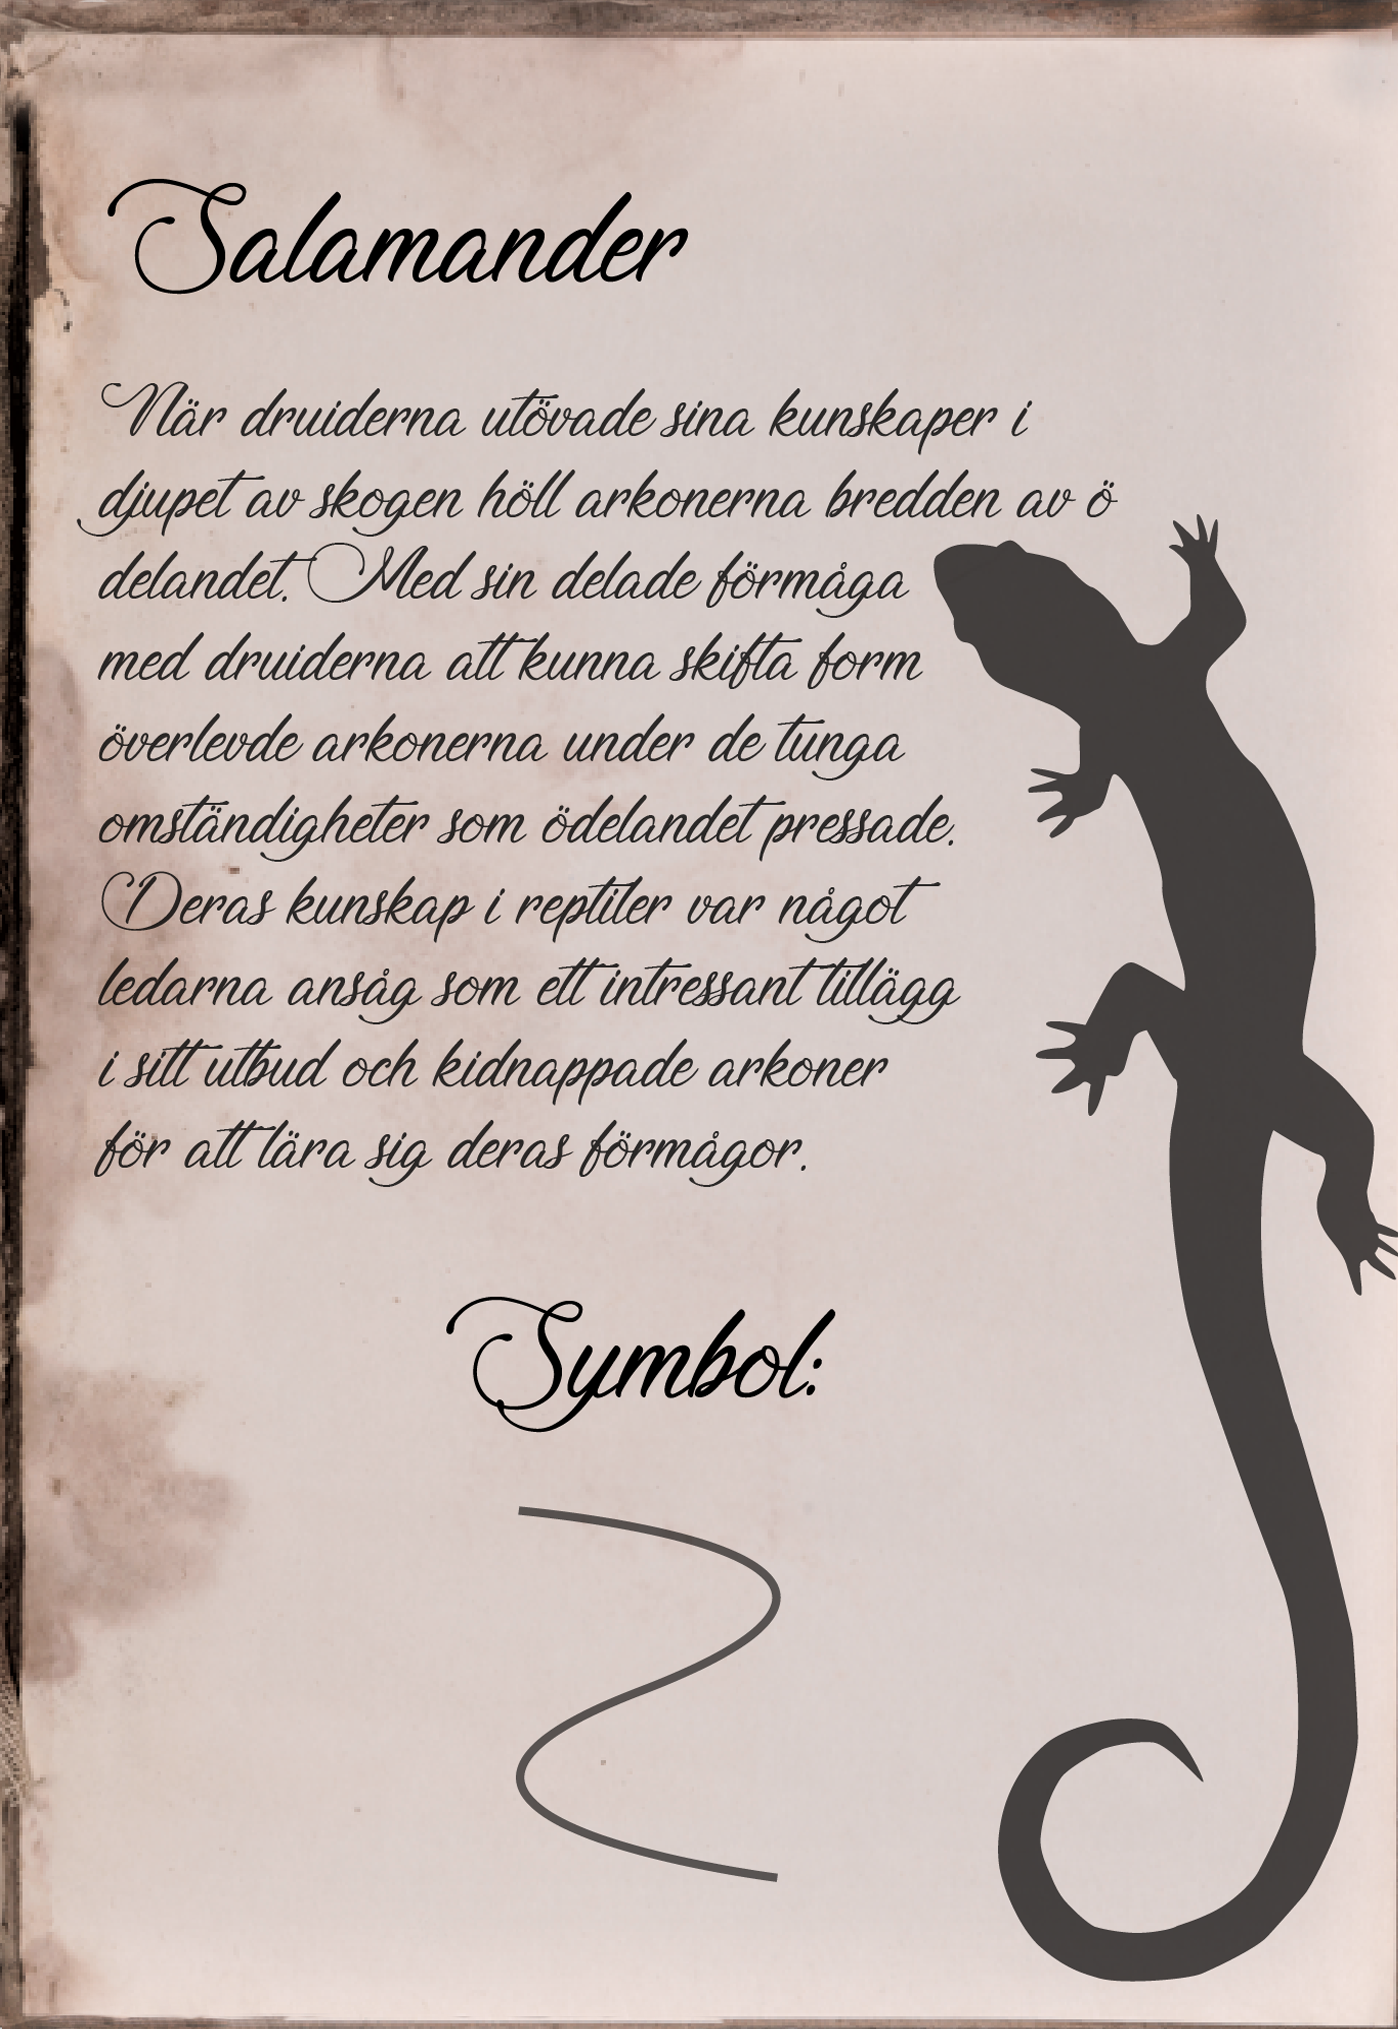 Salamander
När druiderna utövade sina kunskaper i
djupet av skogen höll arkonerna bredden av ö
delandet. Med sin delade förmåga
med druiderna att kunna skifta form
överlevde arkonerna under de tunga
omständigheter som ödelandet pressade.
Deras kunskap i reptiler var något
ledarna ansåg som ett intressant tillägg
i sitt utbud och kidnappade arkoner
för att lära sig deras förmågor.
Symbol: